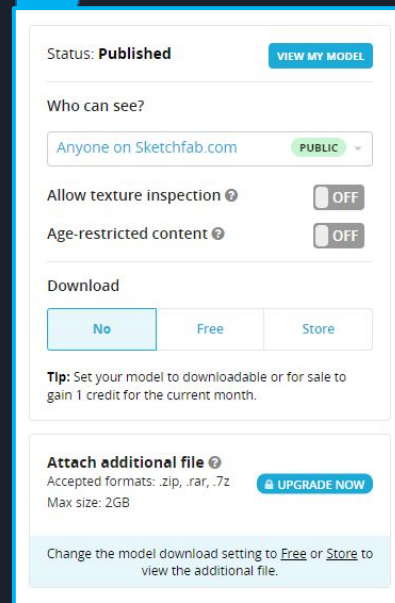 Status: Published
VIEW MY MODEL
Who can see?
Anyone on Sketchfab.com
PUBLIC
Allow texture inspection
OFF
Age-restricted content
OFF
Download
No
Free
Store
Tip: Set your model to downloadable or for sale to
gain 1 credit for the current month.
Attach additional file
Accepted formats: .zip, .rar, .7z
Max size: 2GB
UPGRADE NOW
Change the model download setting to Free or Store to
view the additional file.